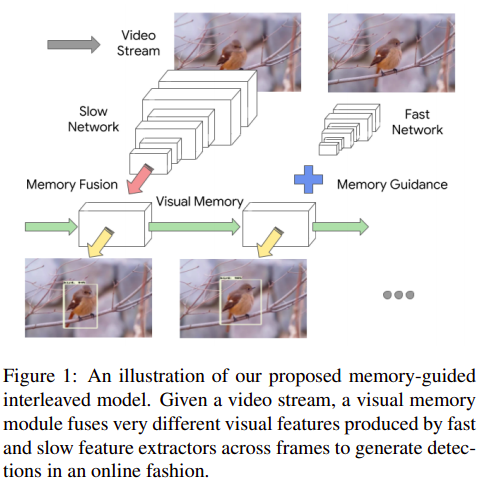 Video
Stream
Slow
Network
Fast
Network
Memory Fusion
Visual Memory
Memory Guidance
Figure 1: An illustration of our proposed memory-guided
interleaved model. Given a video stream, a visual memory
module fuses very different visual features produced by fast
and slow feature extractors across frames to generate detec-
tions in an online fashion.